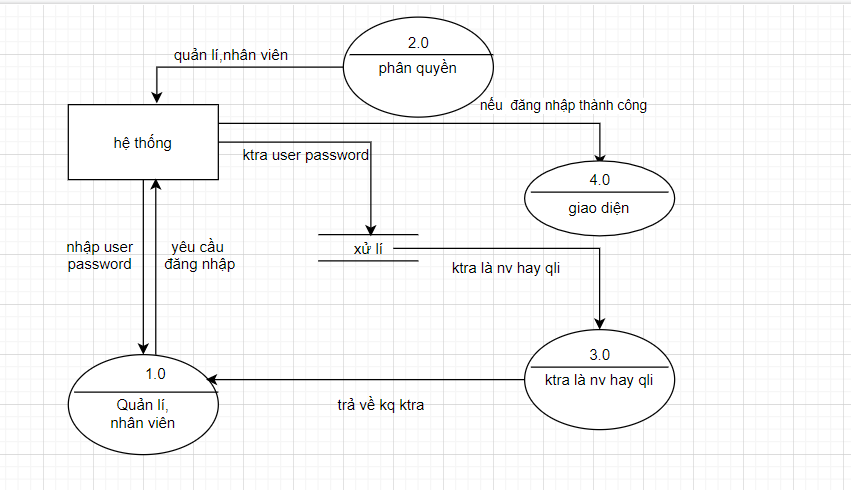 2.0
phân quyền
quản lí,nhân viên
nếu đăng nhập thành công
hệ thống
ktra user password
4.0
giao diện
nhập user
password
yêu cầu
đăng nhập
xử lí
ktra là nv hay qli
3.0
ktra là nv hay qli
1.0
Quản lí,
nhân viên
trả về kq ktra